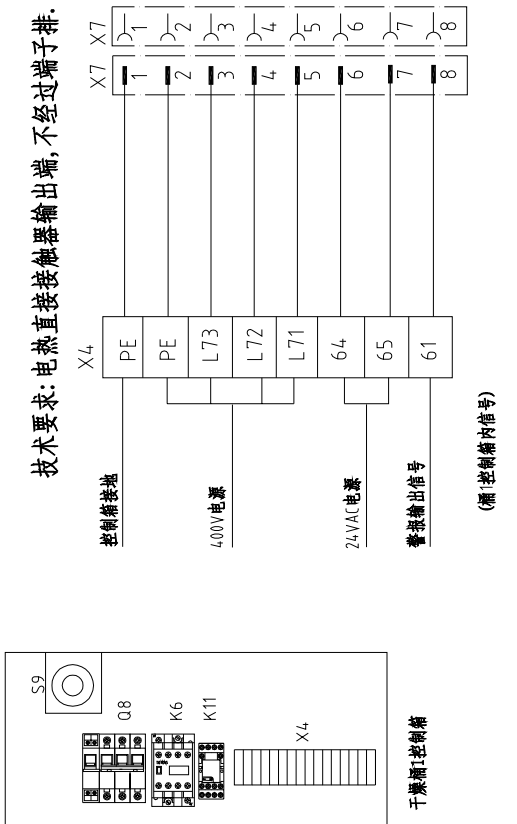 技术要求:电热直接接触器输出端,不经过端子排.
X7
1 2 3 4 5 6 7 8
X7
1 2 3 4 5 6 7 8
X4
PE PE L73 L72 L71 64 65 61
控制箱接地
400V电源
24VAC电源
警报输出信号
(桶1控制箱内信号)
S9
Q8
K6
K11
X4
干燥桶1控制箱